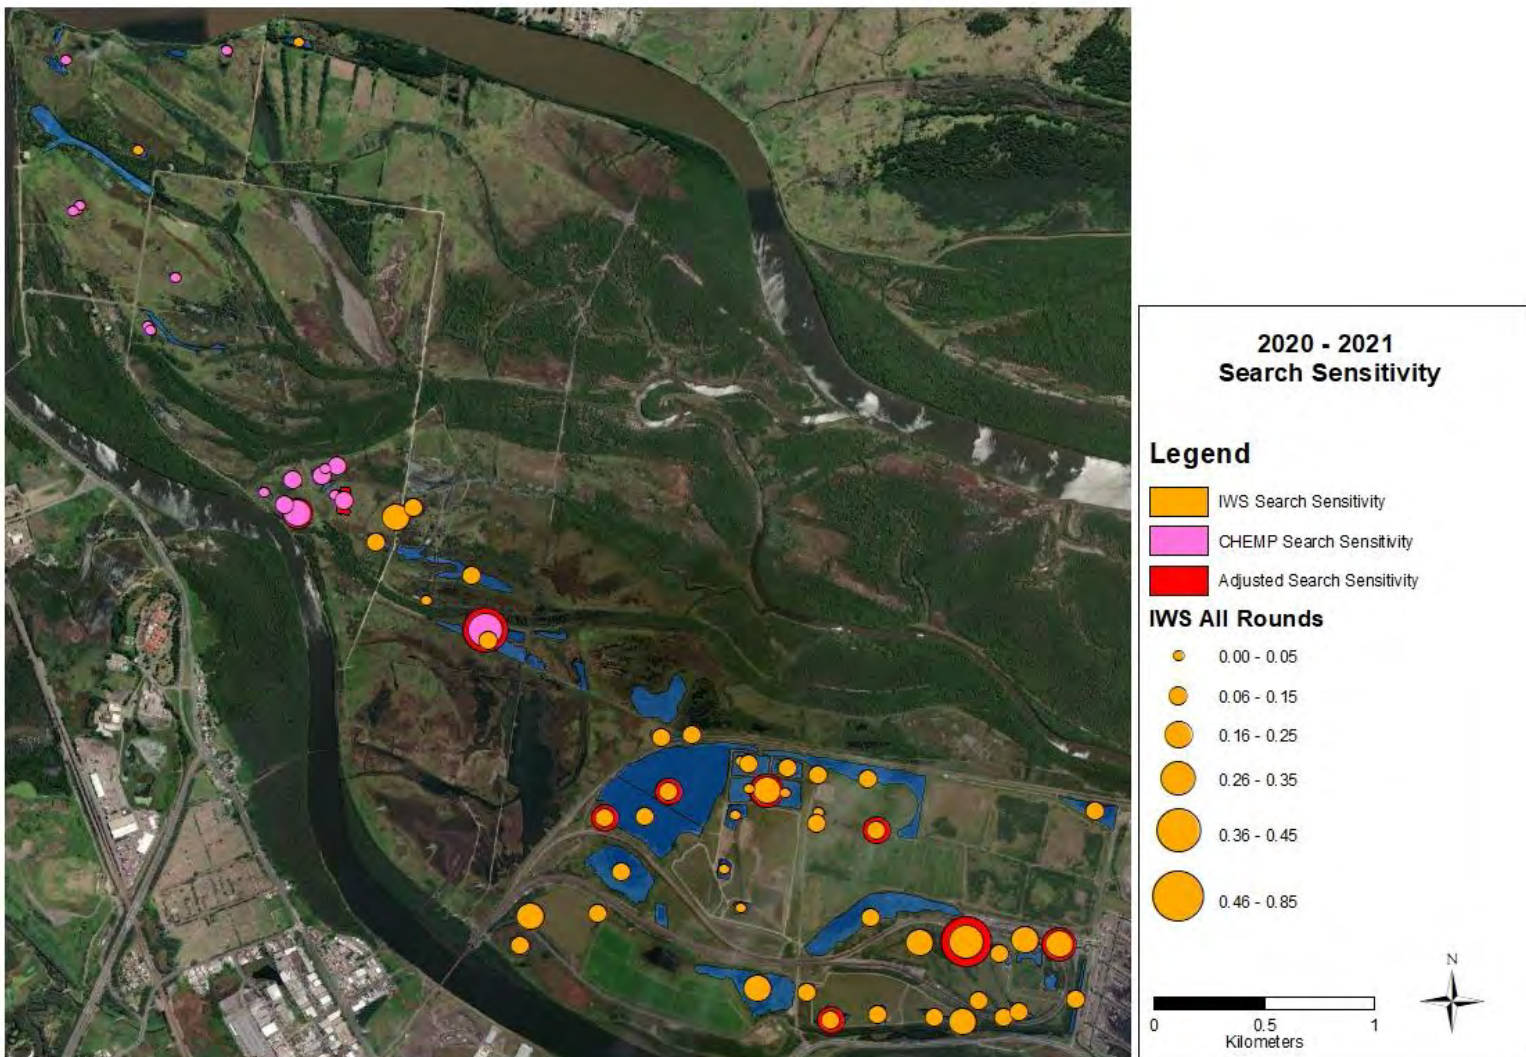 2020 - 2021
Search Sensitivity
Legend
IWS Search Sensitivity
CHEMP Search Sensitivity
Adjusted Search Sensitivity
IWS All Rounds
0.00 - 0.05
0.06 - 0.15
0.16 - 0.25
0.26 - 0.35
0.36 - 0.45
0.46 - 0.85
N
0 0.5 1
Kilometers